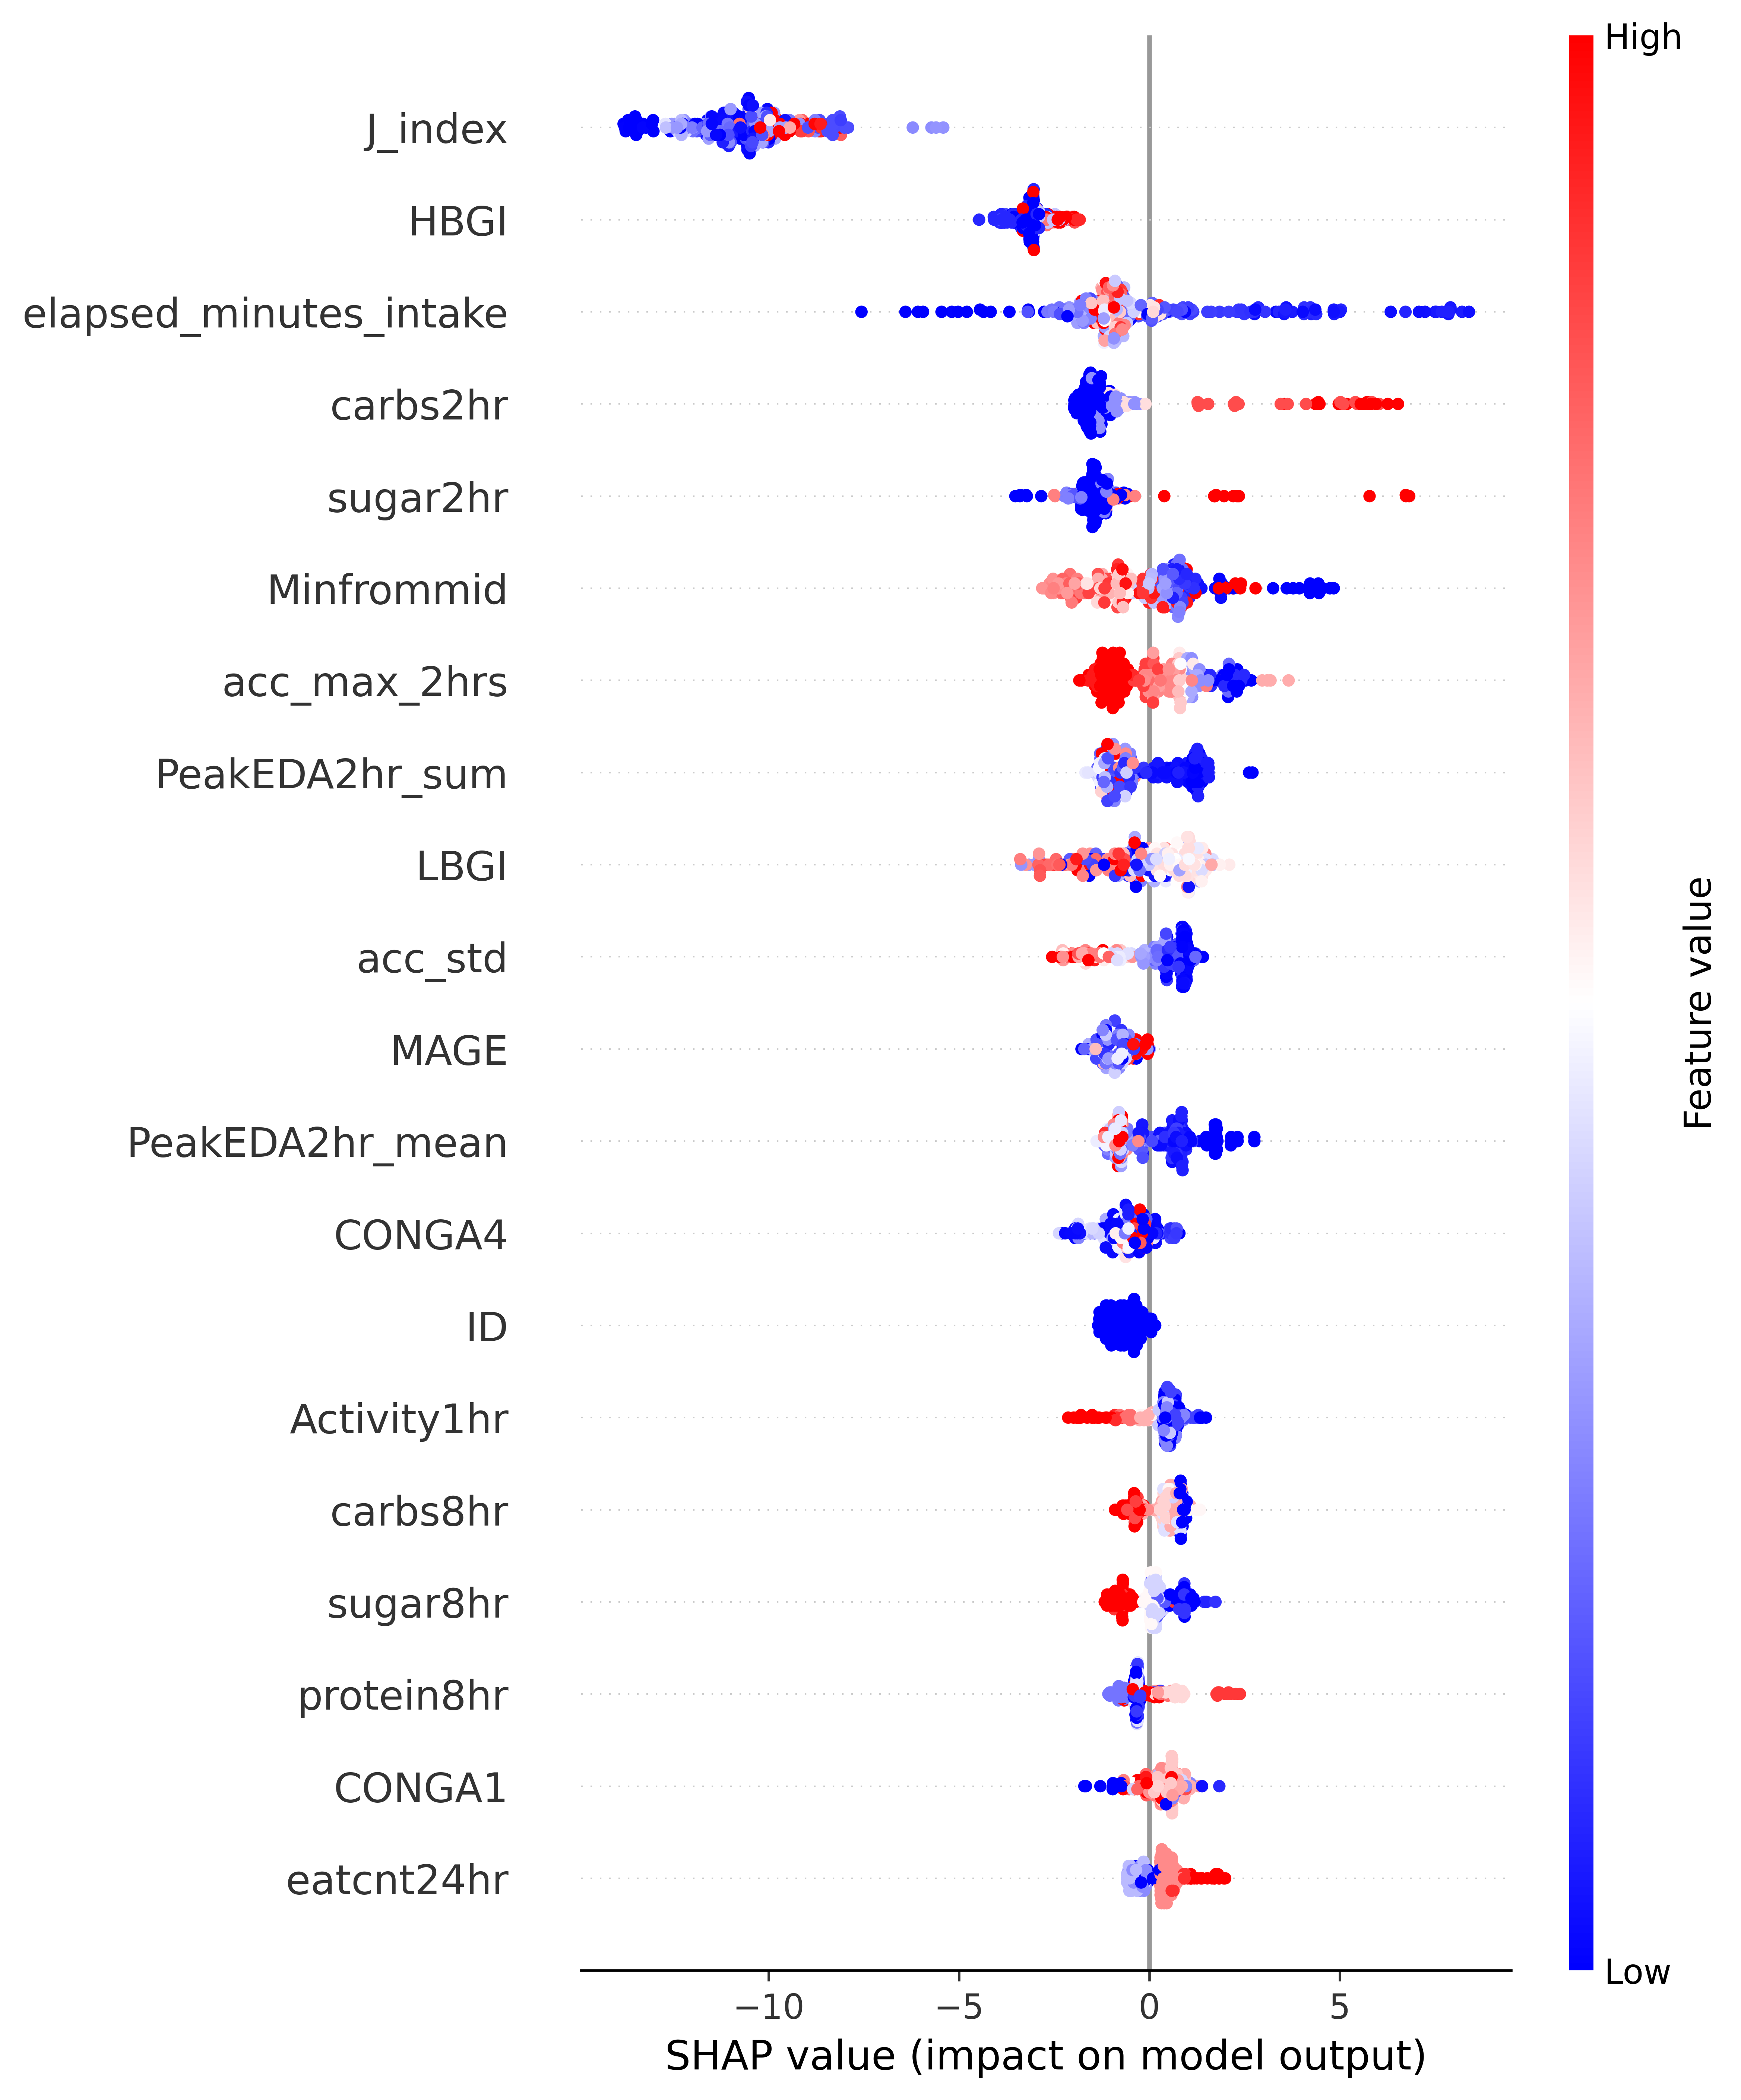 High
J_index
HBGI
elapsed_minutes_intake
carbs2hr
sugar2hr
Minfrommid
acc_max_2hrs
PeakEDA2hr_sum
LBGI
acc_std
MAGE
PeakEDA2hr_mean
CONGA4
ID
Activity1hr
carbs8hr
sugar8hr
protein8hr
CONGA1
eatcnt24hr
Feature value
Low
−10 −5 0 5
SHAP value (impact on model output)